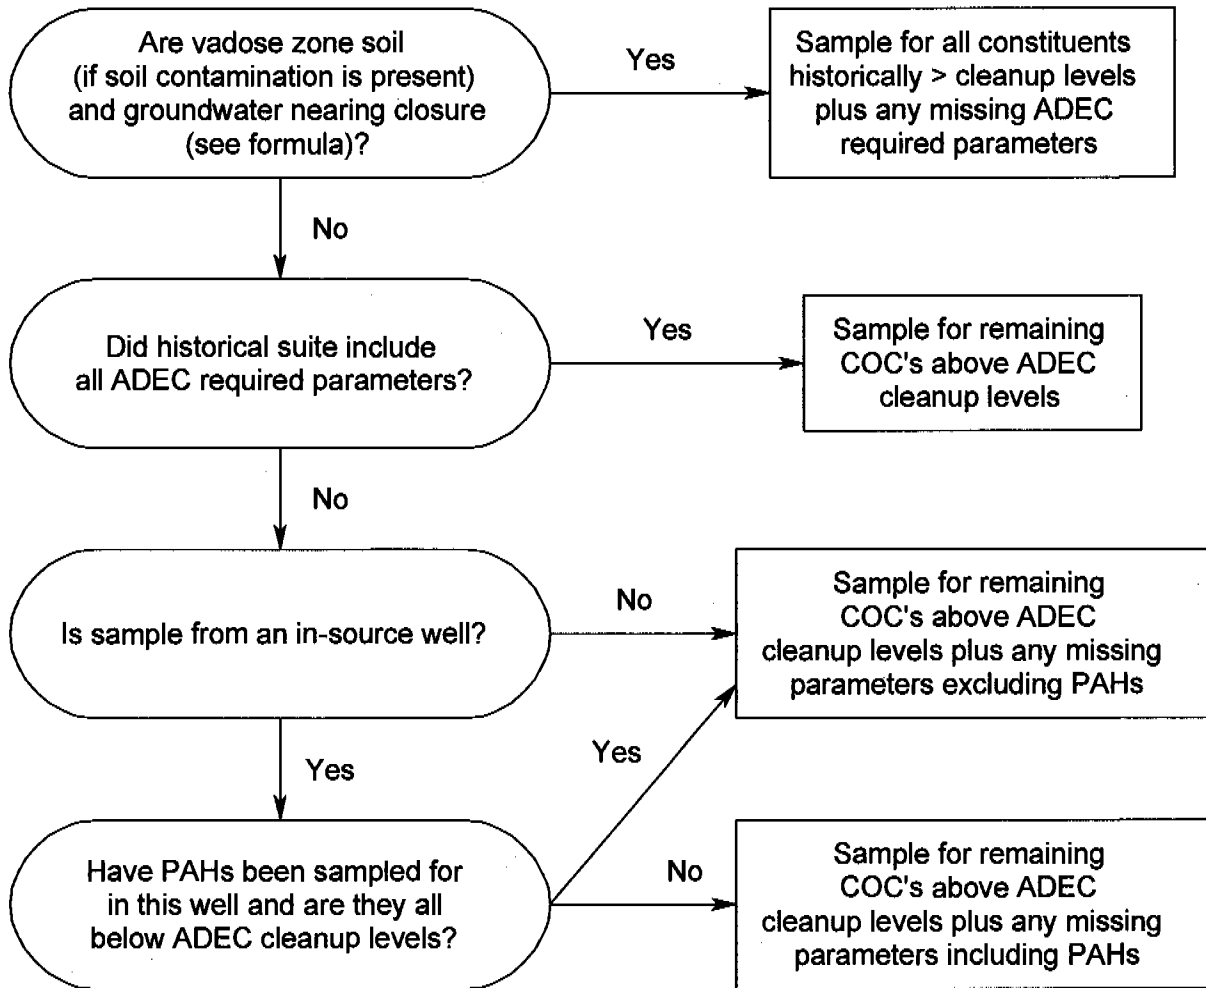 Are vadose zone soil
(if soil contamination is present)
and groundwater nearing closure
(see formula)?
Yes
Sample for all constituents
historically > cleanup levels
plus any missing ADEC
required parameters
No
Did historical suite include
all ADEC required parameters?
Yes
Sample for remaining
COC's above ADEC
cleanup levels
No
Is sample from an in-source well?
No
Sample for remaining
COC's above ADEC
cleanup levels plus any missing
parameters excluding PAHs
Yes
Yes
Have PAHs been sampled for
in this well and are they all
below ADEC cleanup levels?
No
Sample for remaining
COC's above ADEC
cleanup levels plus any missing
parameters including PAHs